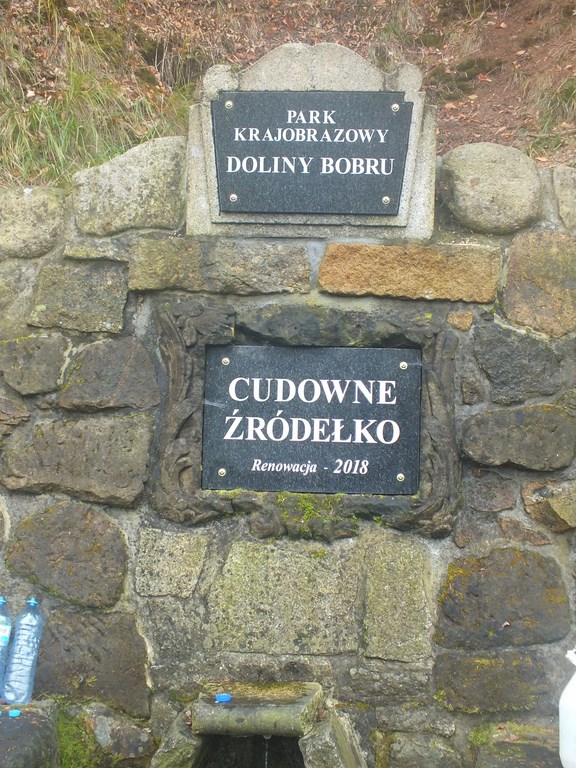 PARK
KRAJOBRAZOWY
DOLINY BOBRU
CUDOWNE
ŹRÓDEŁKO
Renowacja - 2018